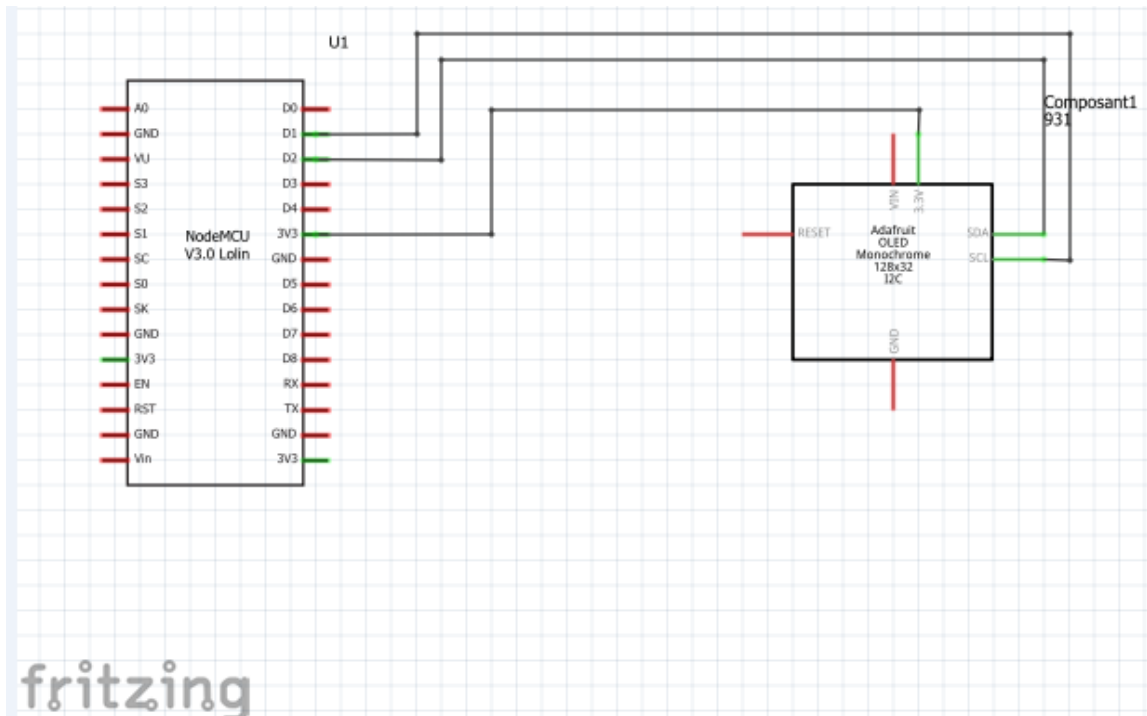 U1
A0
GND
VU
S3
S2
S1
SC
S0
SK
GND
3V3
EN
RST
GND
Vin
NodeMCU
V3.0 Lolin
D0
D1
D2
D3
D4
3V3
GND
D5
D6
D7
D8
RX
TX
GND
3V3
Composant1
931
VIN
3.3V
RESET
Adafruit
OLED
Monochrome
128x32
I2C
SDA
SCL
GND
fritzing